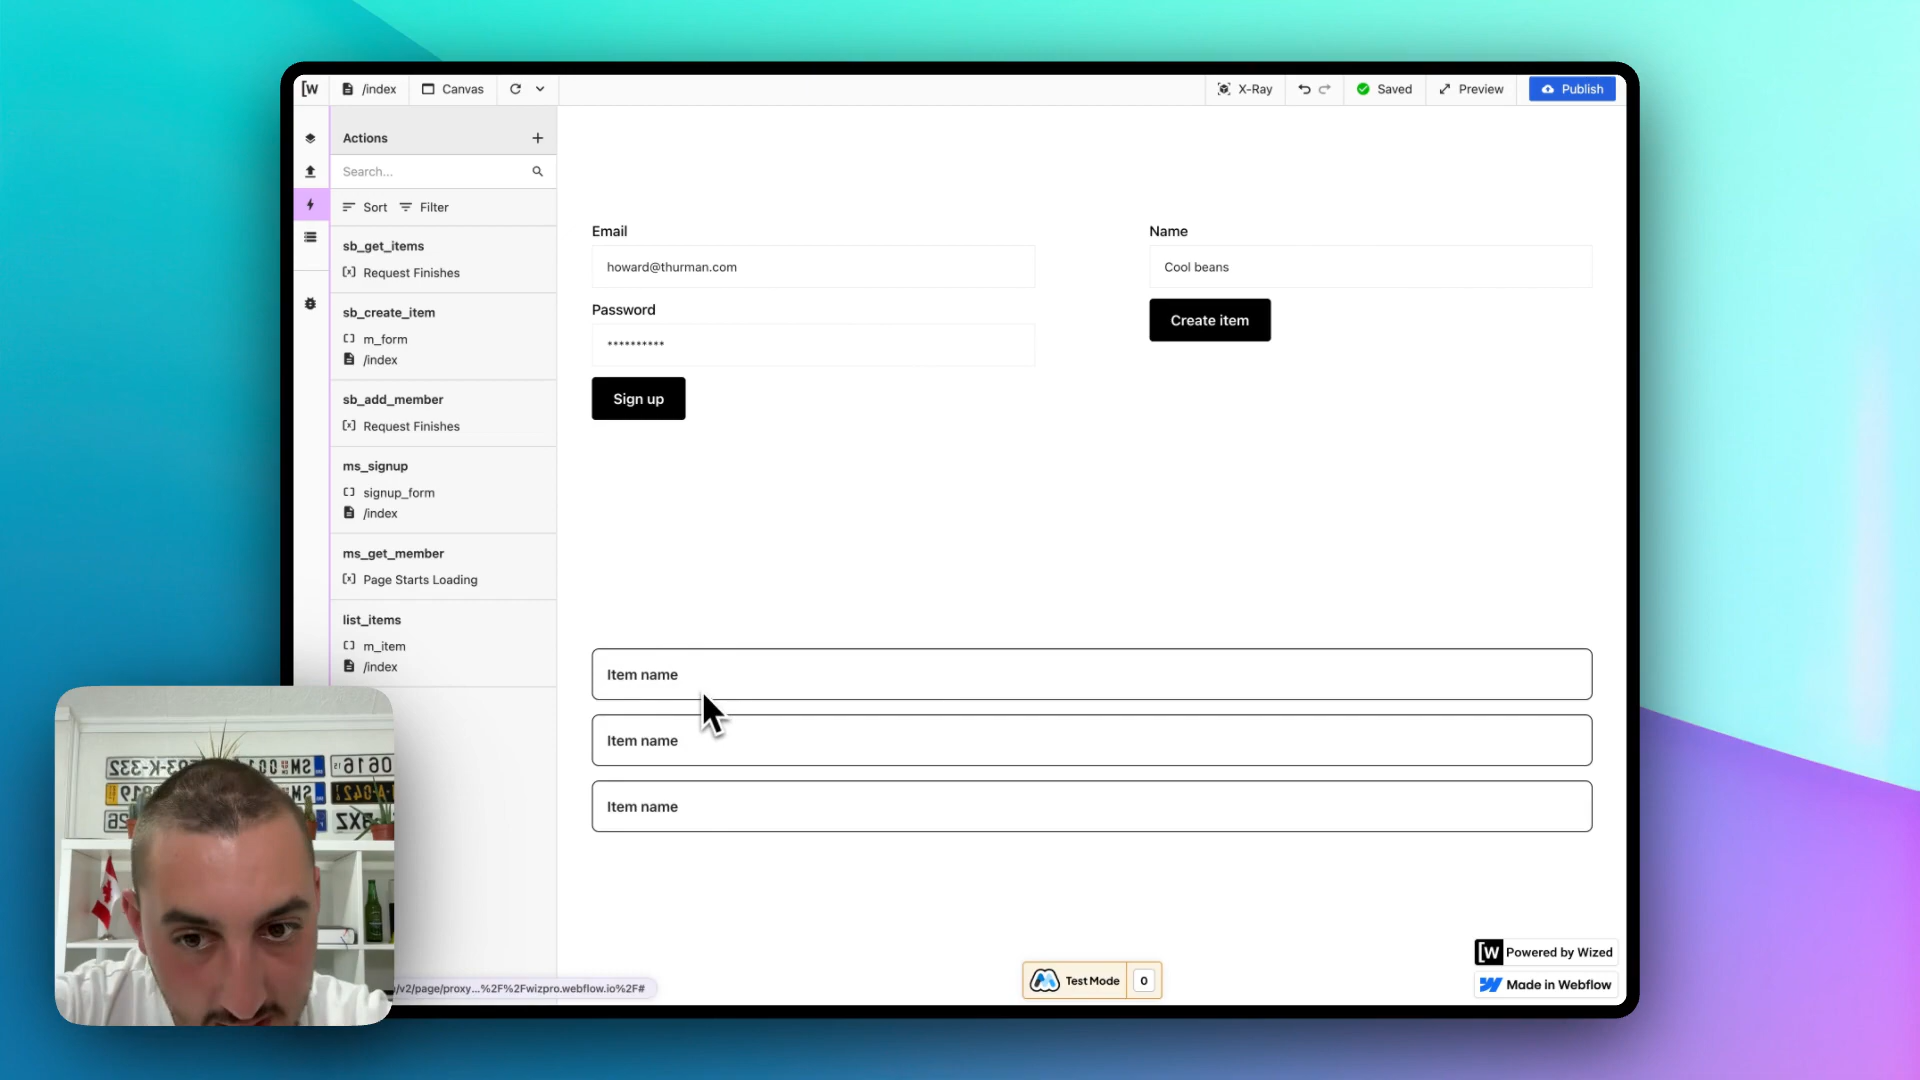 [W
/index
Canvas
X-Ray
Saved
Preview
Publish
Actions
Search...
Sort
Filter
sb_get_items
Request Finishes
sb_create_item
m_form
/index
sb_add_member
Request Finishes
ms_signup
signup_form
/index
ms_get_member
Page Starts Loading
list_items
m_item
/index
Email
howard@thurman.com
Password
**********
Sign up
Name
Cool beans
Create item
Item name
Item name
Item name
/v2/page/proxy...%2F%2Fwizpro.webflow.io%2F#
Test Mode
0
[W Powered by Wized
Made in Webflow